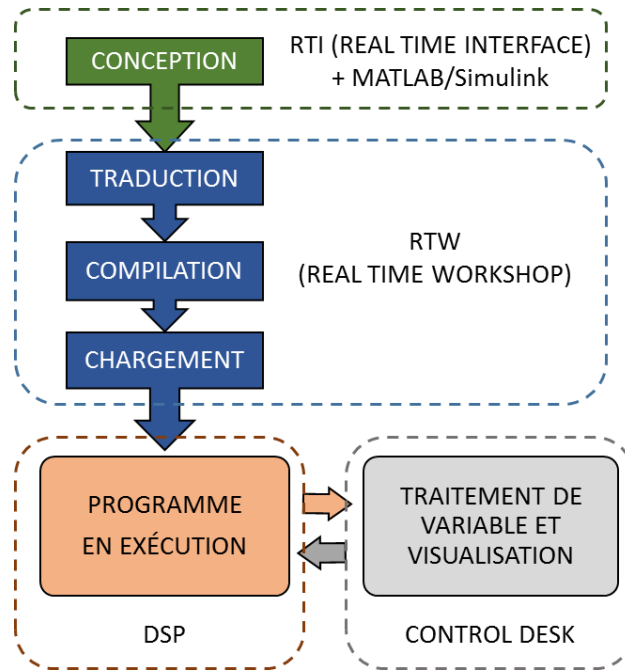 CONCEPTION
RTI (REAL TIME INTERFACE)
+ MATLAB/Simulink
TRADUCTION
COMPILATION
CHARGEMENT
RTW
(REAL TIME WORKSHOP)
PROGRAMME
EN EXÉCUTION
DSP
TRAITEMENT DE
VARIABLE ET
VISUALISATION
CONTROL DESK